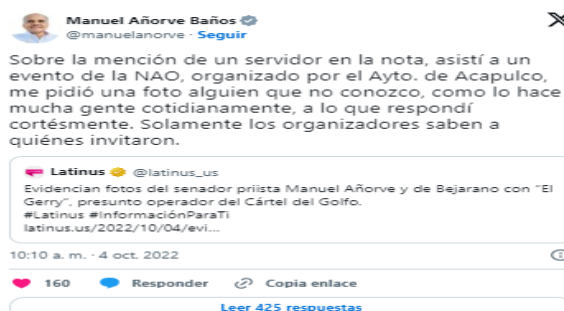 Manuel Añorve Baños
@manuelanorve · Seguir
Sobre la mención de un servidor en la nota, asistí a un
evento de la NAO, organizado por el Ayto. de Acapulco,
me pidió una foto alguien que no conozco, como lo hace
mucha gente cotidianamente, a lo que respondí
cortésmente. Solamente los organizadores saben a
quiénes invitaron.
Latinus @latinus_us
Evidencian fotos del senador priista Manuel Añorve y de Bejarano con "El
Gerry", presunto operador del Cártel del Golfo.
#Latinus #InformaciónParaTi
latinus.us/2022/10/04/evi...
10:10 a. m. · 4 oct. 2022
160 Responder Copia enlace
Leer 425 respuestas